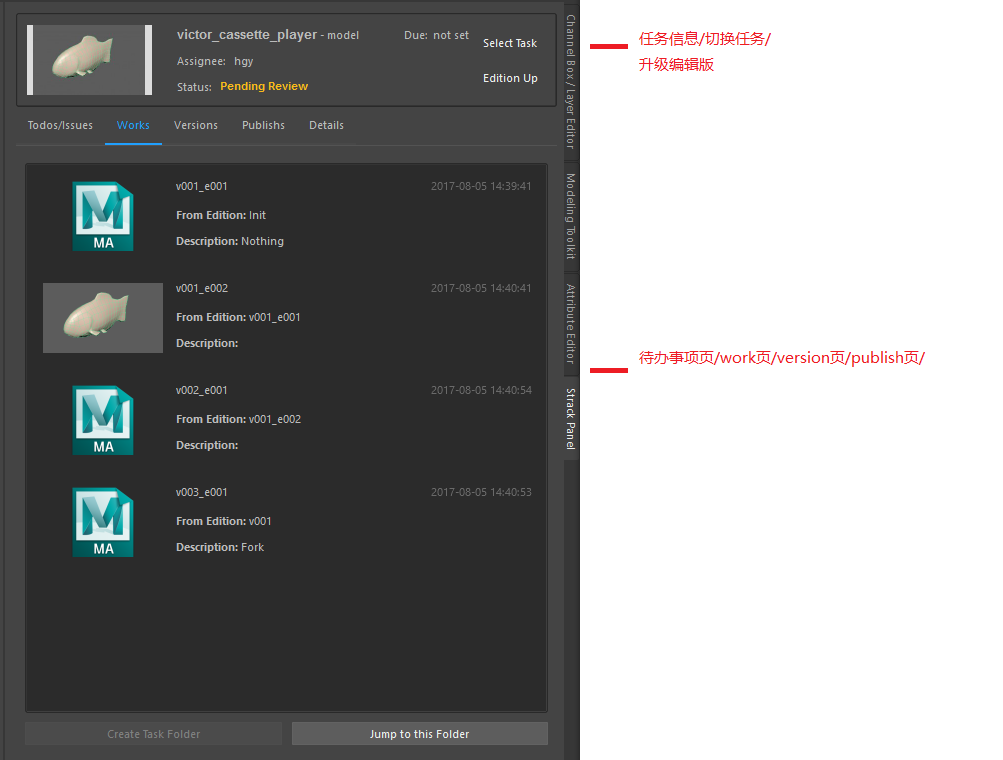 victor_cassette_player - model
Due: not set
Select Task
Assignee: hgy
Edition Up
Status: Pending Review
Todos/Issues Works Versions Publishs Details
v001_e001 2017-08-05 14:39:41
From Edition: Init
Description: Nothing
MA
v001_e002 2017-08-05 14:40:41
From Edition: v001_e001
Description:
v002_e001 2017-08-05 14:40:54
From Edition: v001_e002
Description:
MA
v003_e001 2017-08-05 14:40:53
From Edition: v001
Description: Fork
MA
Create Task Folder Jump to this Folder
Channel Box / Layer Editor
Modeling Toolkit
Attribute Editor
Strack Panel
任务信息/切换任务/
升级编辑版
待办事项页/work页/version页/publish页/